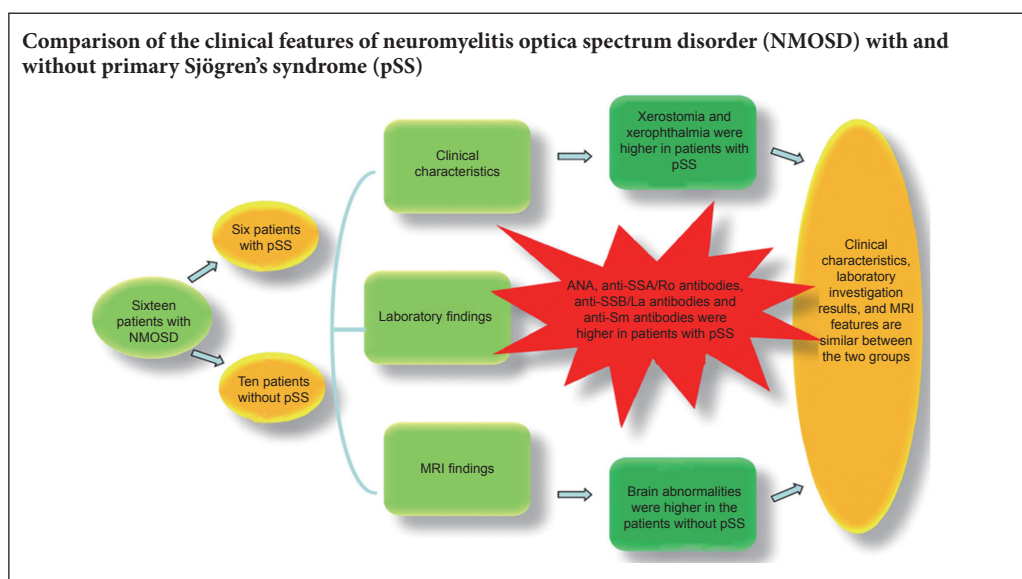 Comparison of the clinical features of neuromyelitis optica spectrum disorder (NMOSD) with and
without primary Sjögren's syndrome (pSS)
Sixteen
patients with
NMOSD
Six patients
with pSS
Ten patients
without pSS
Clinical
characteristics
Xerostomia and
xerophthalmia were
higher in patients with
pSS
Laboratory findings
ANA, anti-SSA/Ro antibodies,
anti-SSB/La antibodies and
anti-Sm antibodies were
higher in patients with pSS
MRI findings
Brain abnormalities
were higher in the
patients without pSS
Clinical
characteristics,
laboratory
investigation
results, and MRI
features are
similar between
the two groups